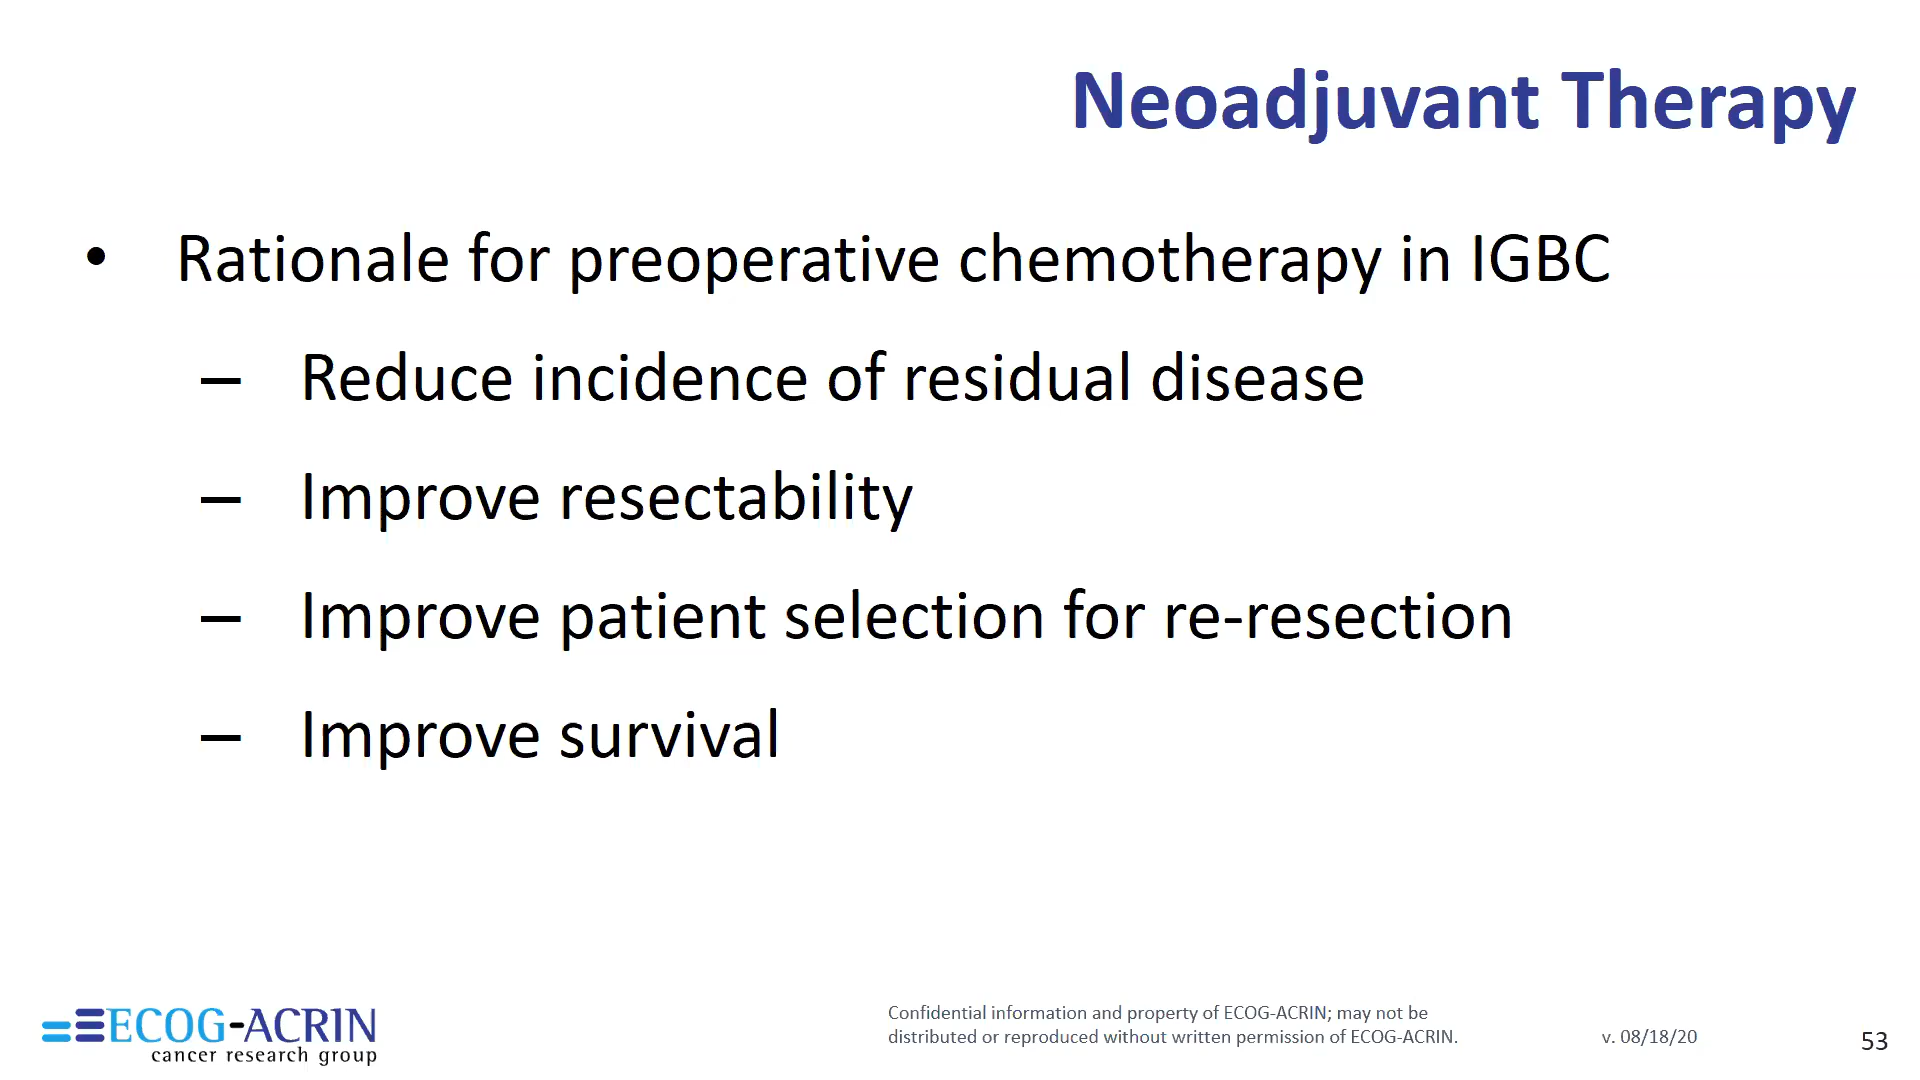 Neoadjuvant Therapy
• Rationale for preoperative chemotherapy in IGBC
– Reduce incidence of residual disease
– Improve resectability
– Improve patient selection for re-resection
– Improve survival
ECOG-ACRIN
cancer research group
Confidential information and property of ECOG-ACRIN; may not be
distributed or reproduced without written permission of ECOG-ACRIN.
v. 08/18/20
53